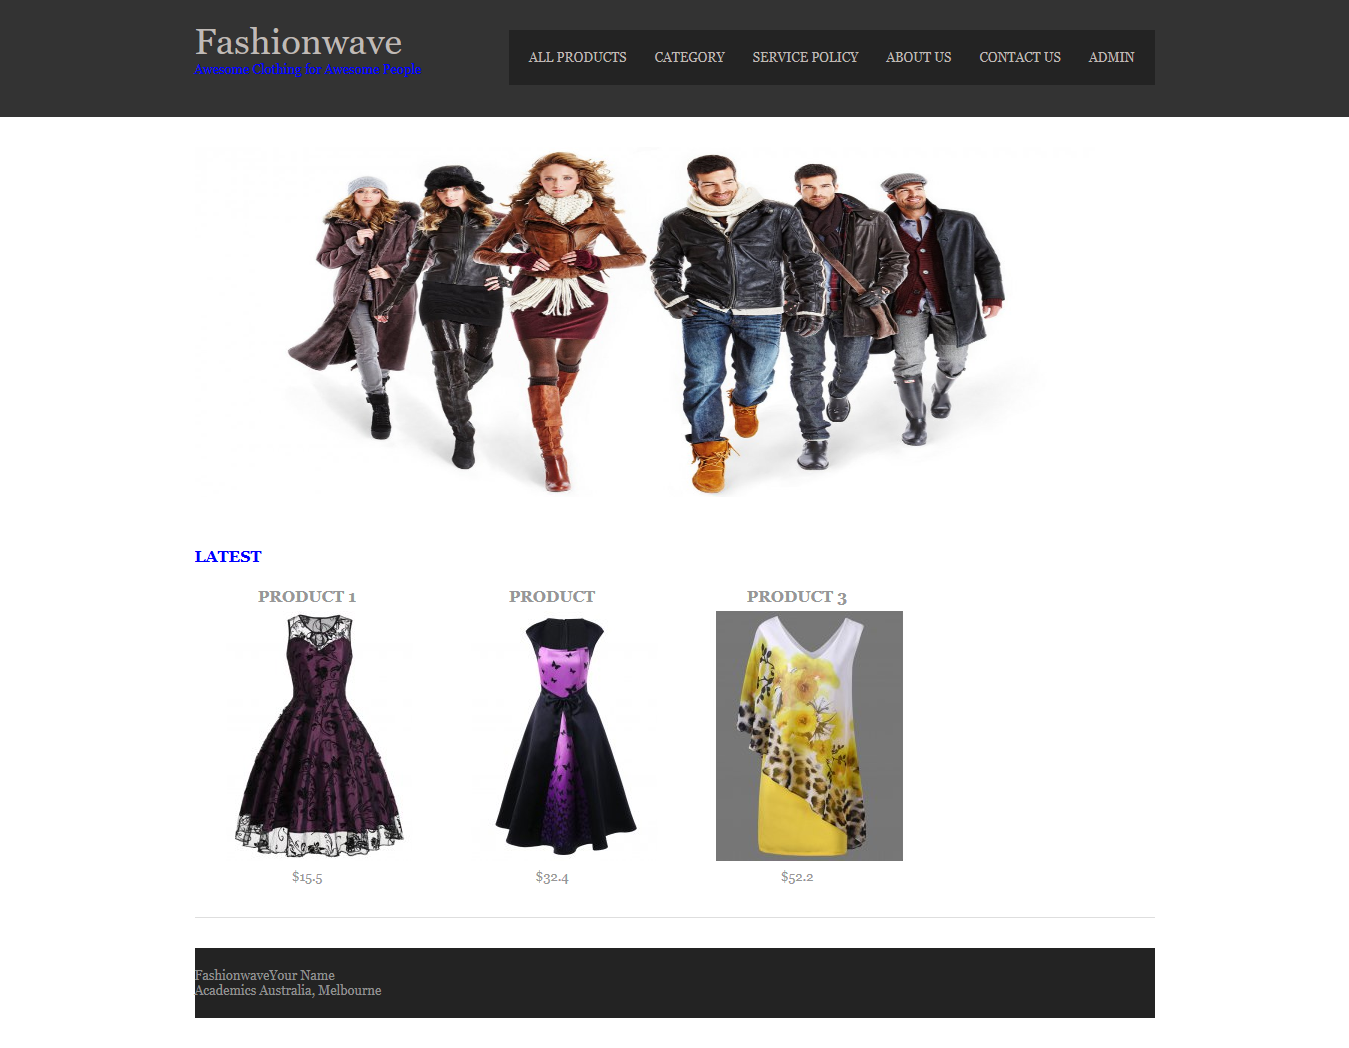 Fashionwave
Awesome Clothing for Awesome People
ALL PRODUCTS CATEGORY SERVICE POLICY ABOUT US CONTACT US ADMIN
LATEST
PRODUCT 1 PRODUCT PRODUCT 3
$15.5 $32.4 $52.2
FashionwaveYour Name
Academics Australia, Melbourne